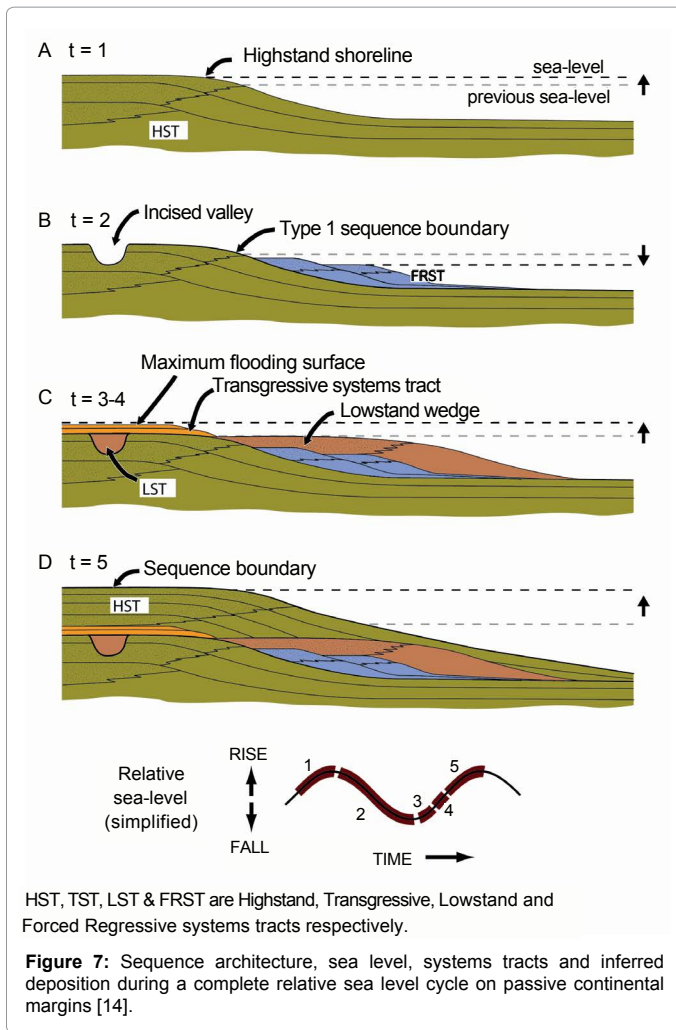 A t = 1
Highstand shoreline
sea-level
previous sea-level
HST
B t = 2
Incised valley
Type 1 sequence boundary
FRST
Maximum flooding surface
Transgressive systems tract
C t = 3-4
Lowstand wedge
LST
D t = 5
Sequence boundary
HST
Relative
sea-level
(simplified)
RISE
FALL
1
2
3
4
5
TIME
HST, TST, LST & FRST are Highstand, Transgressive, Lowstand and
Forced Regressive systems tracts respectively.
Figure 7: Sequence architecture, sea level, systems tracts and inferred
deposition during a complete relative sea level cycle on passive continental
margins [14].